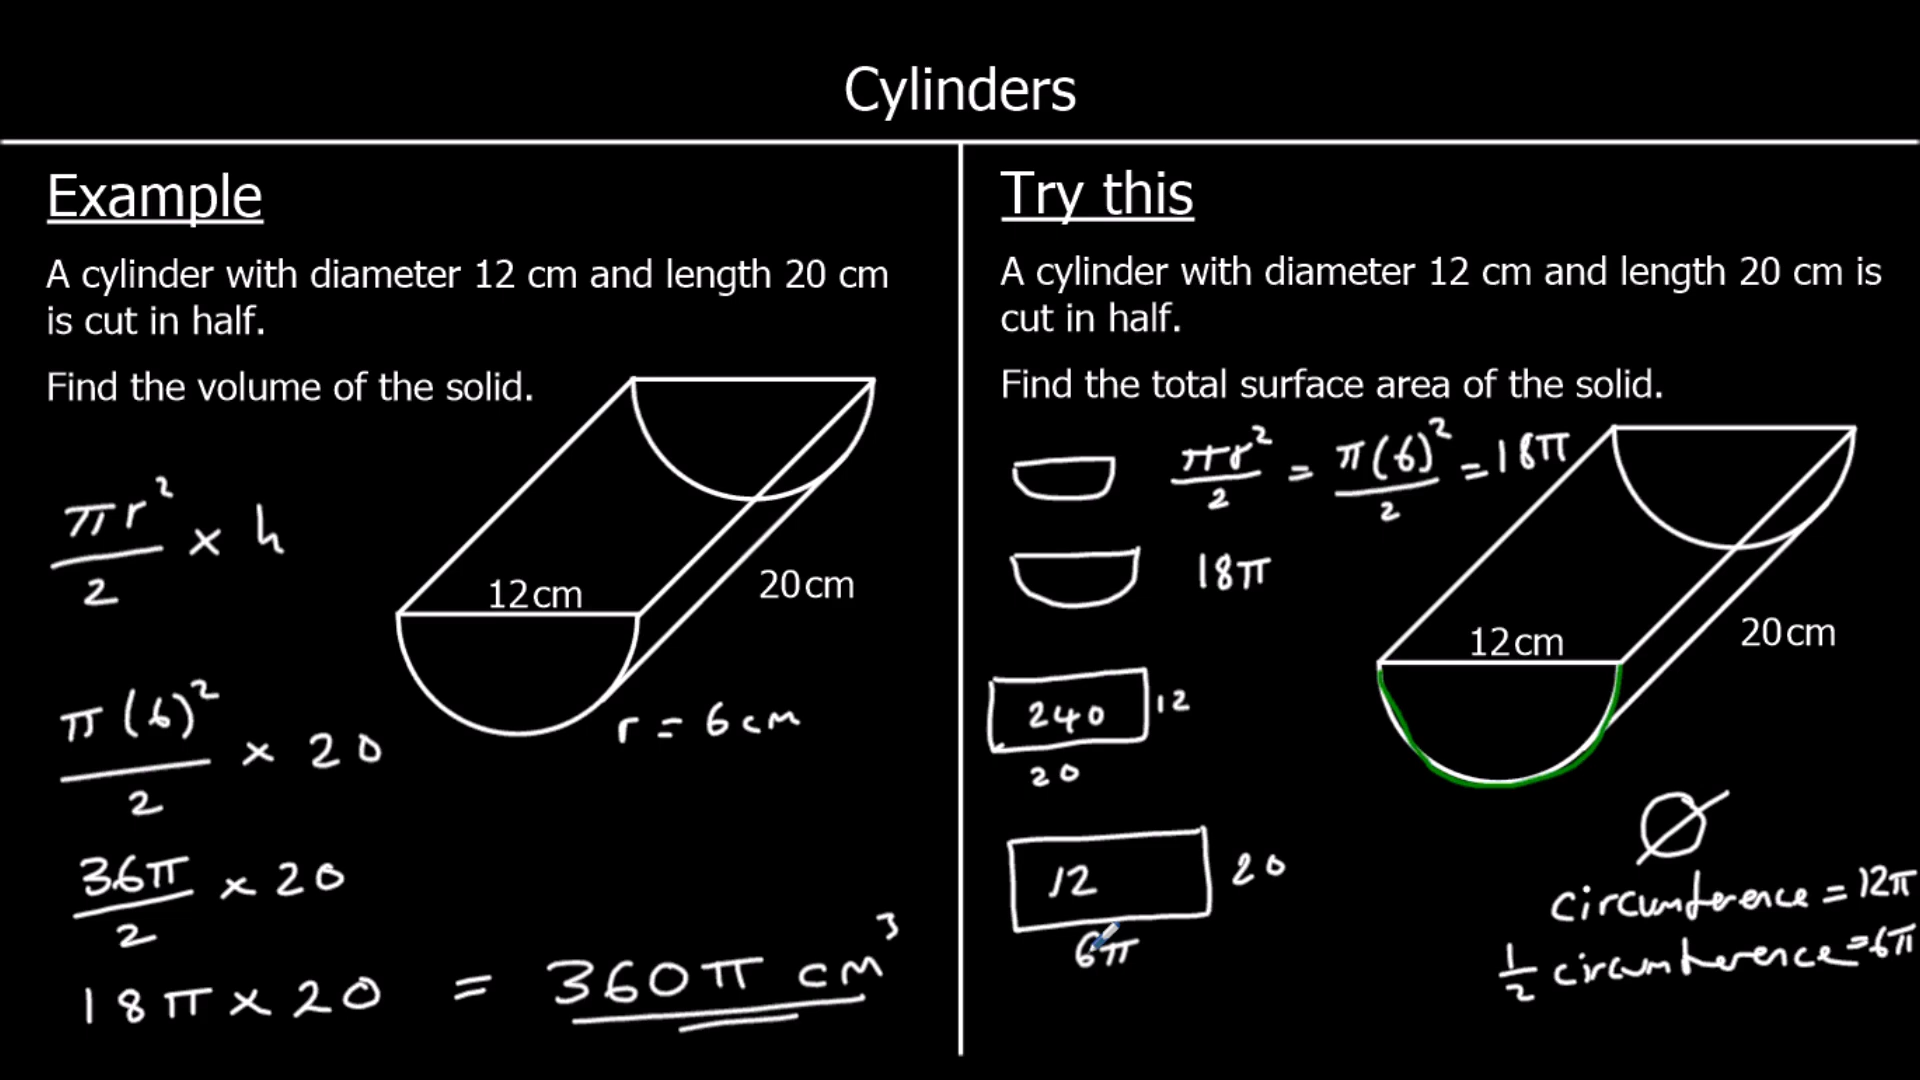 Cylinders
Example
A cylinder with diameter 12 cm and length 20 cm
is cut in half.
Find the volume of the solid.
12cm
20cm
r = 6cm
πr²/2 × h
π(6)²/2 × 20
36π/2 × 20
18π × 20 = 360π cm³
Try this
A cylinder with diameter 12 cm and length 20 cm is
cut in half.
Find the total surface area of the solid.
πr²/2 = π(6)²/2 = 18π
18π
240 12
20
12 20
6π
12cm
20cm
circumference = 12π
1/2 circumference = 6π